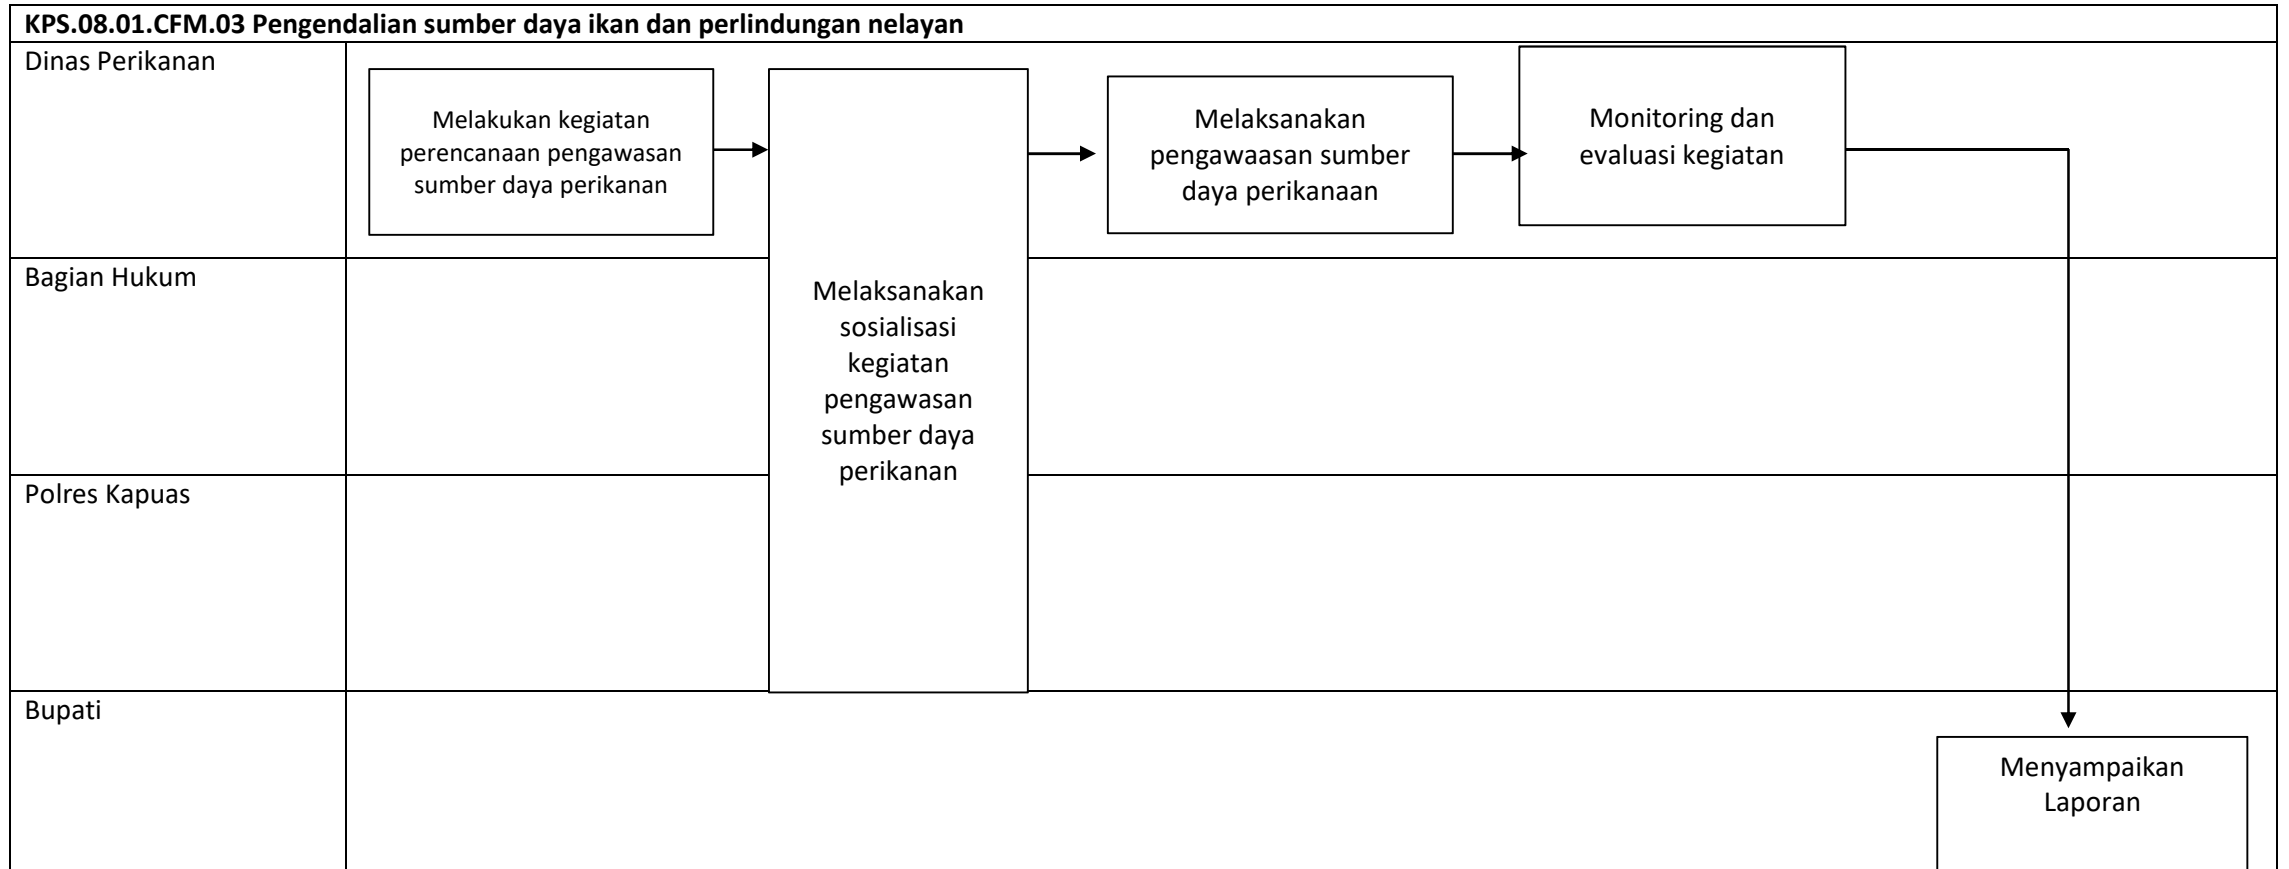 KPS.08.01.CFM.03 Pengendalian sumber daya ikan dan perlindungan nelayan
Dinas Perikanan
Melakukan kegiatan
perencanaan pengawasan
sumber daya perikanan
Melaksanakan
pengawaasan sumber
daya perikanaan
Monitoring dan
evaluasi kegiatan
Bagian Hukum
Melaksanakan
sosialisasi
kegiatan
pengawasan
sumber daya
perikanan
Polres Kapuas
Bupati
Menyampaikan
Laporan